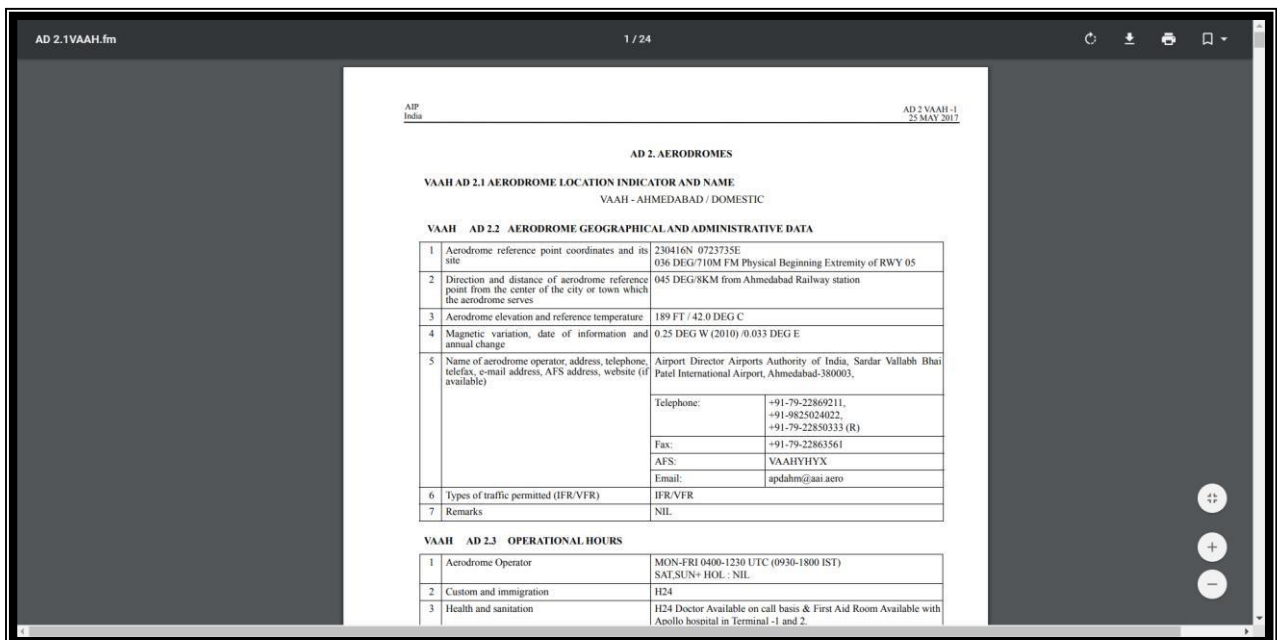 AD 2.1VAAH.fm
1 / 24
AIP
India
AD 2 VAAH -1
25 MAY 2017
AD 2. AERODROMES
VAAH AD 2.1 AERODROME LOCATION INDICATOR AND NAME
VAAH - AHMEDABAD / DOMESTIC
VAAH AD 2.2 AERODROME GEOGRAPHICAL AND ADMINISTRATIVE DATA
1 Aerodrome reference point coordinates and its
site
230416N 0723735E
036 DEG/710M FM Physical Beginning Extremity of RWY 05
2 Direction and distance of aerodrome reference
point from the center of the city or town which
the aerodrome serves
045 DEG/8KM from Ahmedabad Railway station
3 Aerodrome elevation and reference temperature
189 FT / 42.0 DEG C
4 Magnetic variation, date of information and
annual change
0.25 DEG W (2010) /0.033 DEG E
5 Name of aerodrome operator, address, telephone,
telefax, e-mail address, AFS address, website (if
available)
Airport Director Airports Authority of India, Sardar Vallabh Bhai
Patel International Airport, Ahmedabad-380003,
Telephone:
+91-79-22869211,
+91-9825024022,
+91-79-22850333 (R)
Fax: +91-79-22863561
AFS: VAAHYHYX
Email: apdahm@aai.aero
6 Types of traffic permitted (IFR/VFR) IFR/VFR
7 Remarks NIL
VAAH AD 2.3 OPERATIONAL HOURS
1 Aerodrome Operator
MON-FRI 0400-1230 UTC (0930-1800 IST)
SAT,SUN+ HOL : NIL
2 Custom and immigration H24
3 Health and sanitation
H24 Doctor Available on call basis & First Aid Room Available with
Apollo hospital in Terminal -1 and 2.